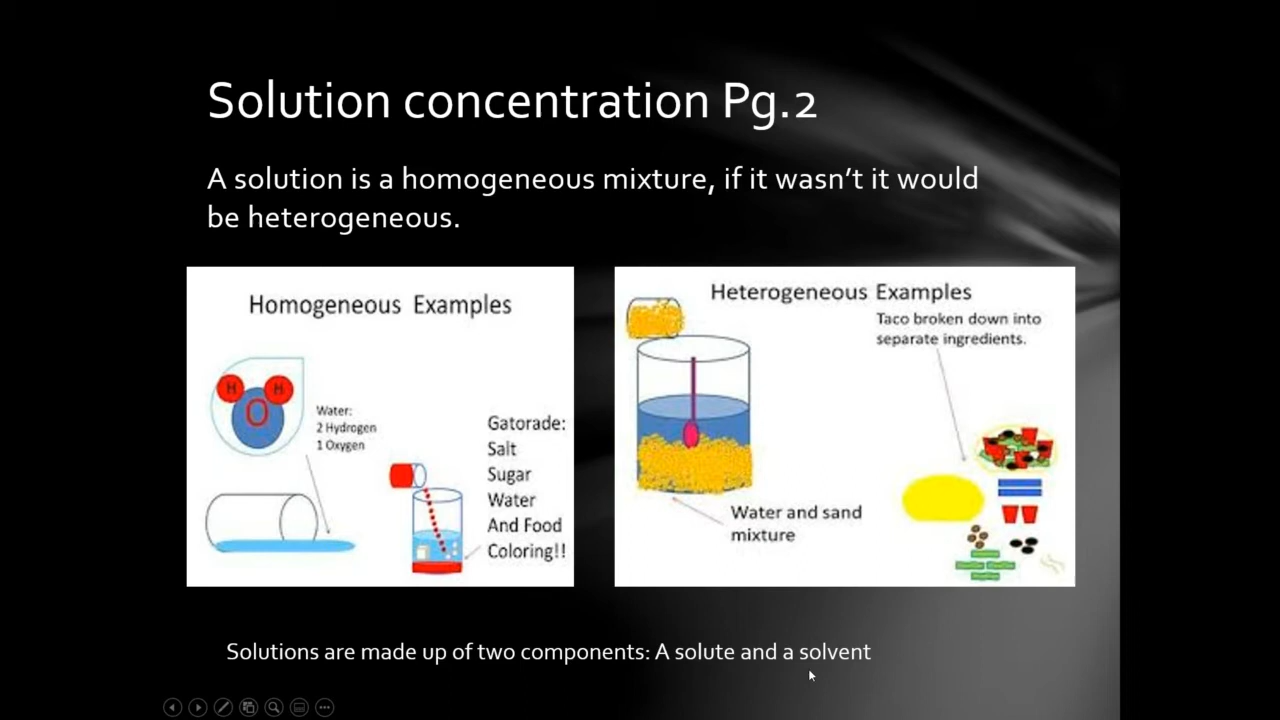 Solution concentration Pg.2
A solution is a homogeneous mixture, if it wasn't it would
be heterogeneous.
Homogeneous Examples
H H
O
Water:
2 Hydrogen
1 Oxygen
Gatorade:
Salt
Sugar
Water
And Food
Coloring!!
Heterogeneous Examples
Taco broken down into
separate ingredients.
Water and sand
mixture
Solutions are made up of two components: A solute and a solvent